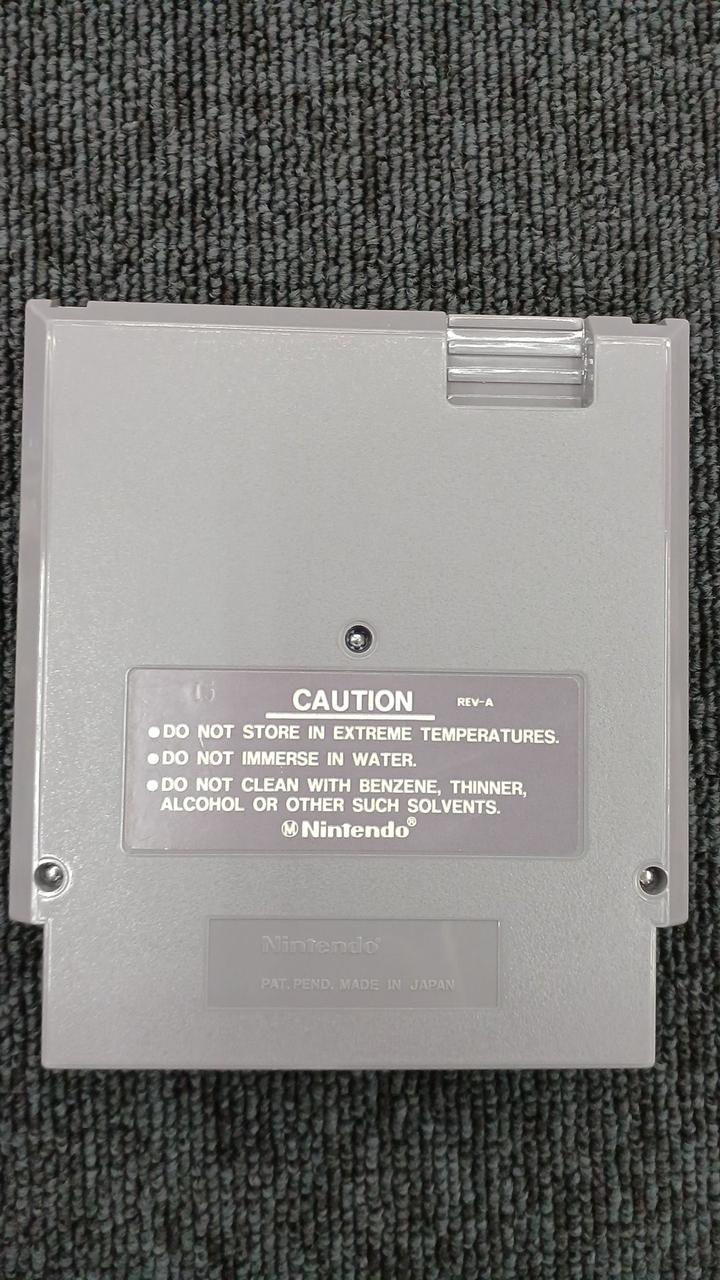 CAUTION REV-A
●DO NOT STORE IN EXTREME TEMPERATURES.
●DO NOT IMMERSE IN WATER.
●DO NOT CLEAN WITH BENZENE, THINNER,
ALCOHOL OR OTHER SUCH SOLVENTS.
Ⓜ Nintendo®
Nintendo®
PAT. PEND. MADE IN JAPAN